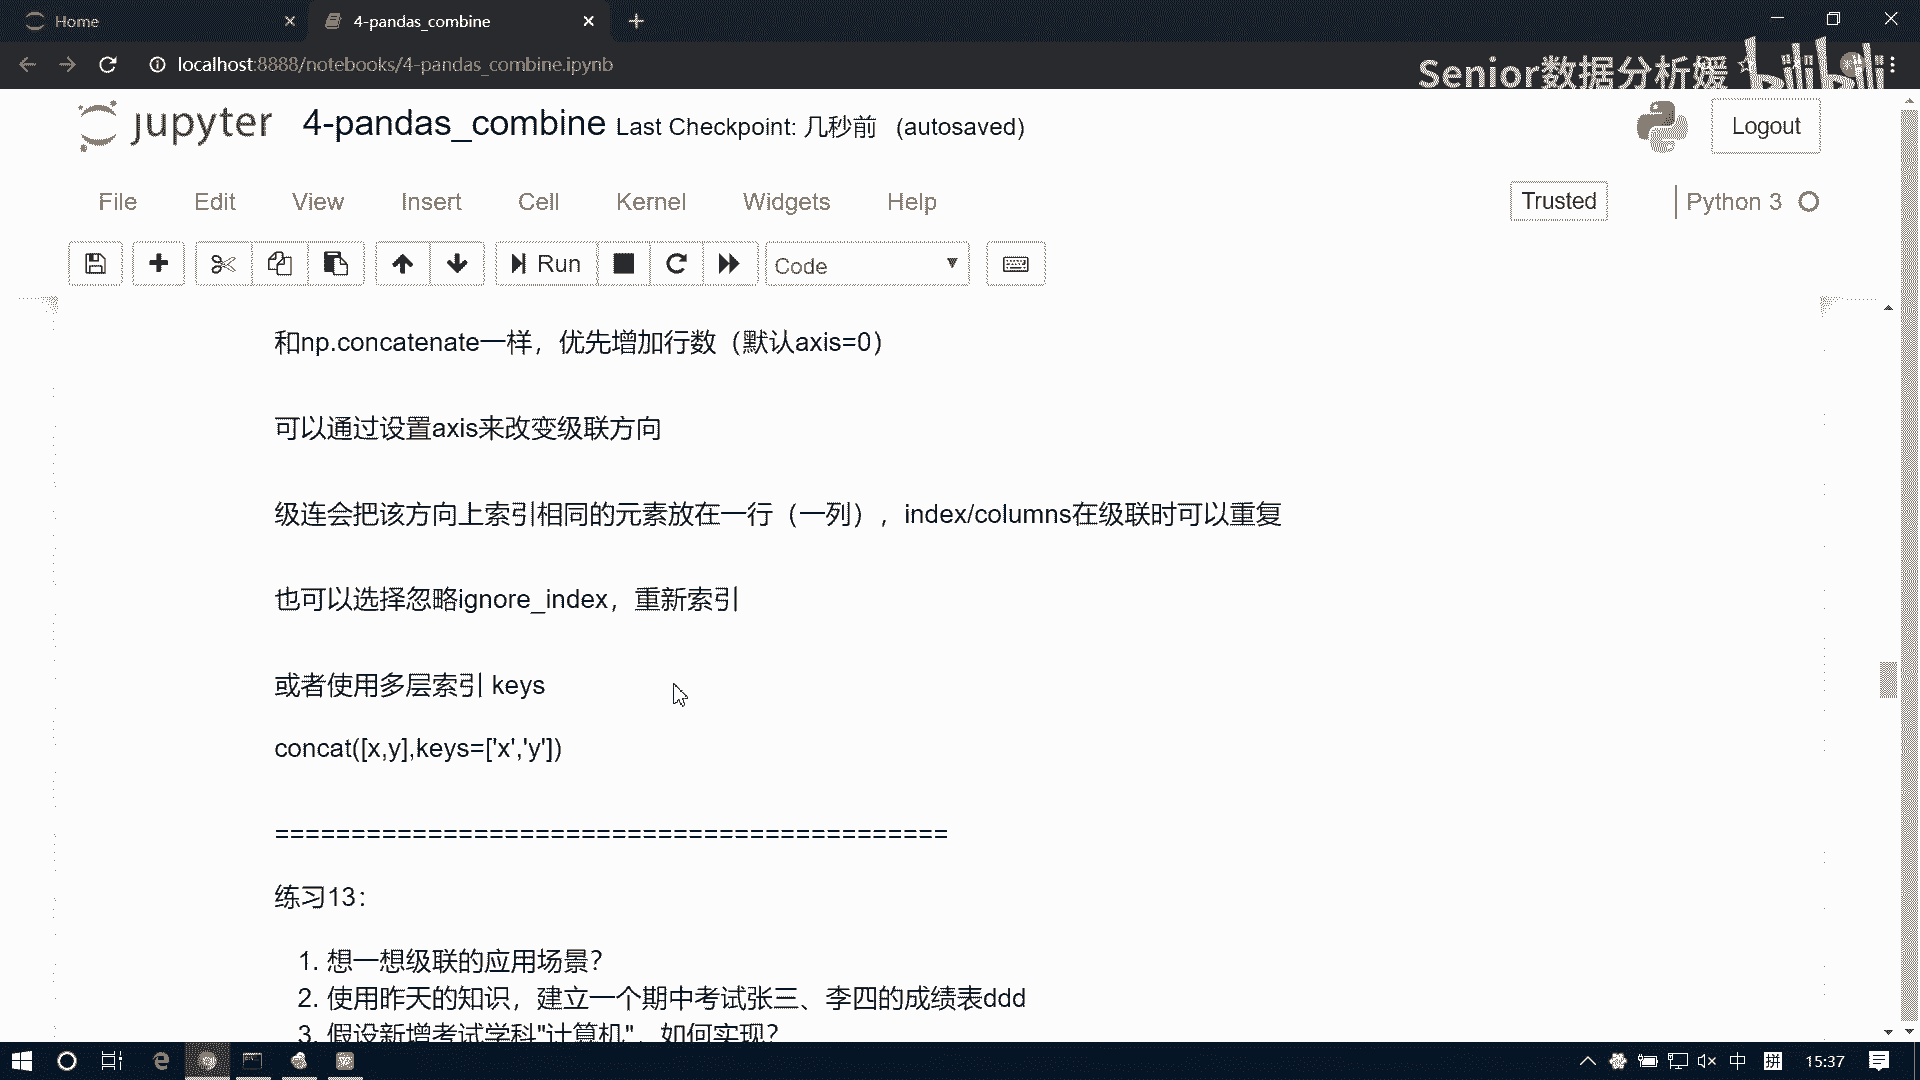 Home
4-pandas_combine
localhost:8888/notebooks/4-pandas_combine.ipynb
Senior数据分析媛
bilibili
jupyter 4-pandas_combine Last Checkpoint: 几秒前 (autosaved)
Logout
File Edit View Insert Cell Kernel Widgets Help
Trusted
Python 3
Run
Code
和np.concatenate一样，优先增加行数（默认axis=0）
可以通过设置axis来改变级联方向
级连会把该方向上索引相同的元素放在一行（一列），index/columns在级联时可以重复
也可以选择忽略ignore_index，重新索引
或者使用多层索引 keys
concat([x,y],keys=['x','y'])
============================================
练习13：
1. 想一想级联的应用场景？
2. 使用昨天的知识，建立一个期中考试张三、李四的成绩表ddd
3. 假设新增考试学科"计算机"，如何实现？
中
拼
15:37